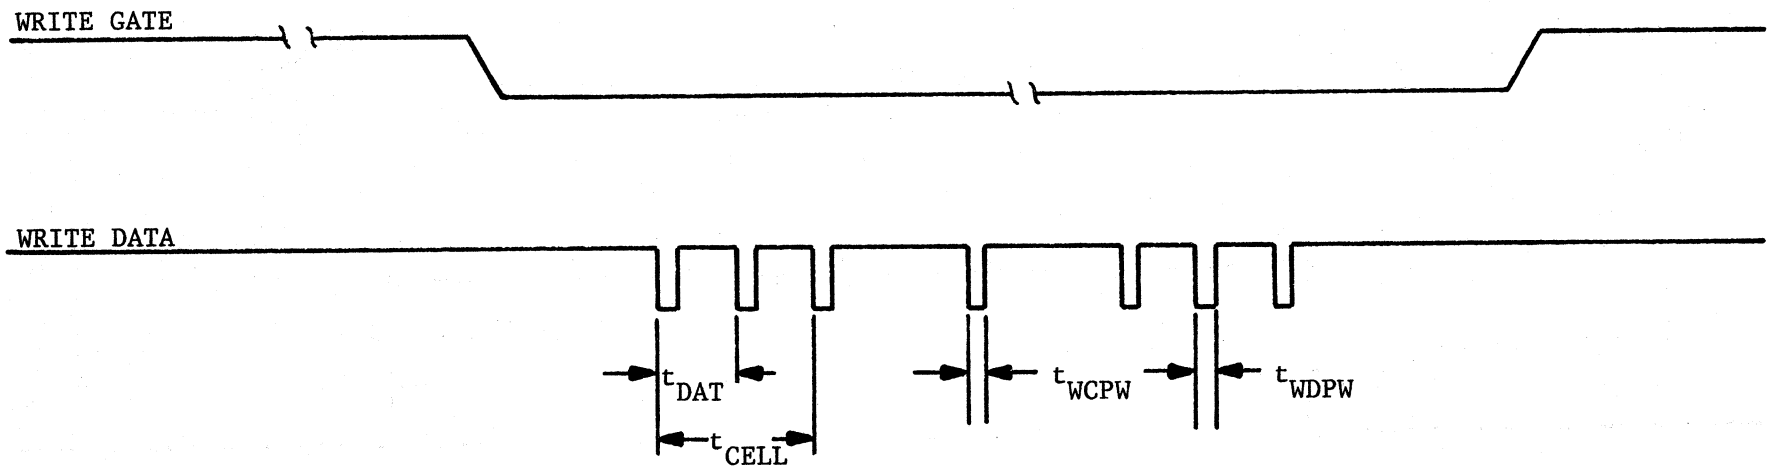 WRITE GATE
WRITE DATA
tDAT
tWCPW
tWDPW
tCELL